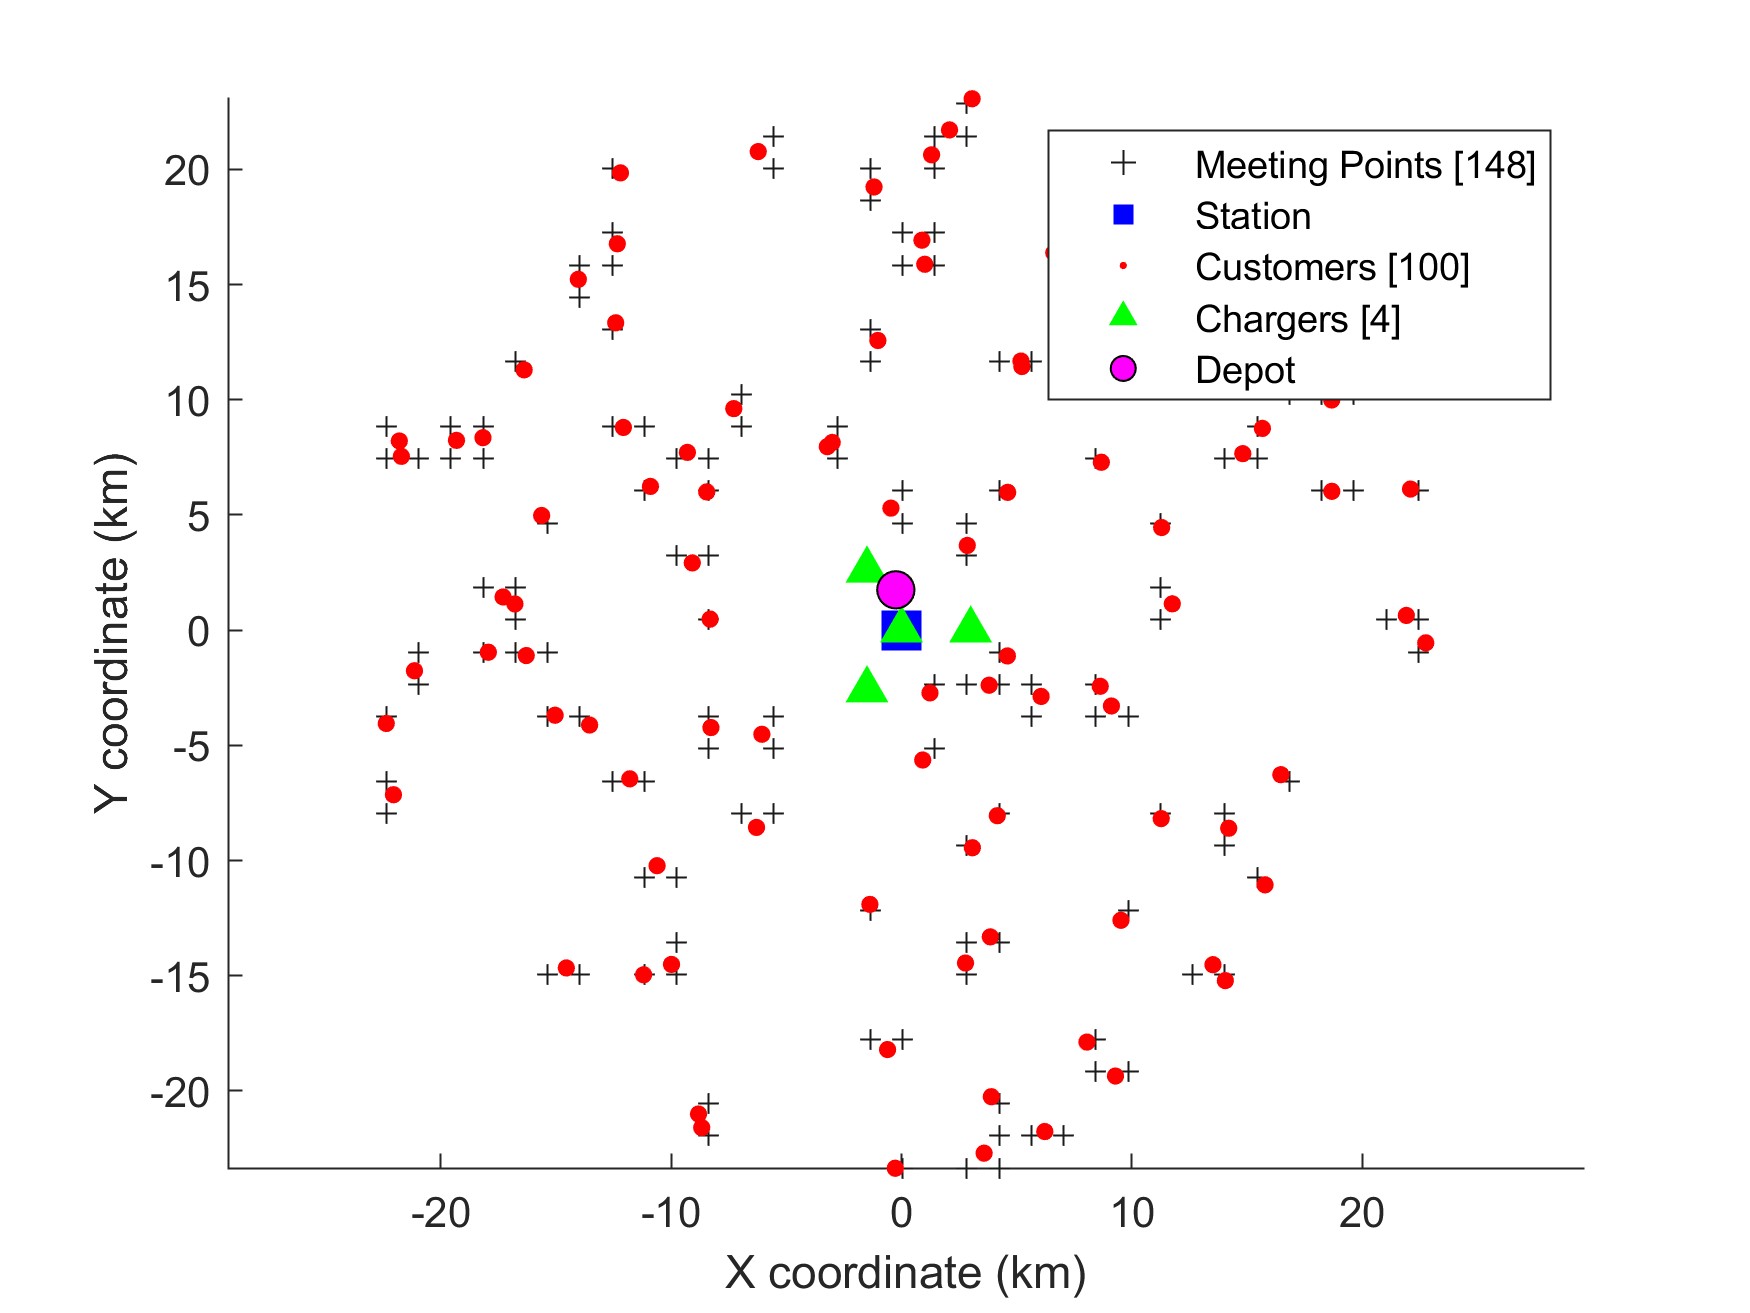 20
15
10
5
0
-5
-10
-15
-20
Y coordinate (km)
-20
-10
0
10
20
X coordinate (km)
Meeting Points [148]
Station
Customers [100]
Chargers [4]
Depot